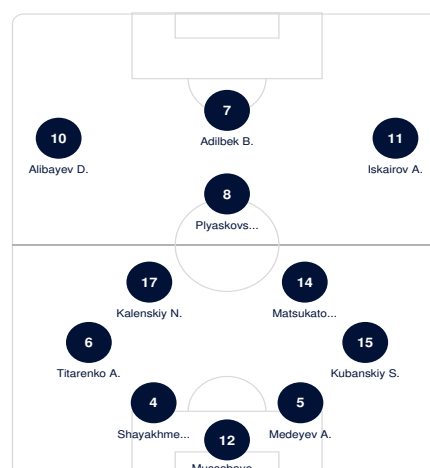 7
Adilbek B.
10
11
Alibayev D.
Iskairov A.
8
Plyaskovs...
17
14
Kalenskiy N.
Matsukato...
6
15
Titarenko A.
Kubanskiy S.
4
5
Shayakhme...
Medeyev A.
12